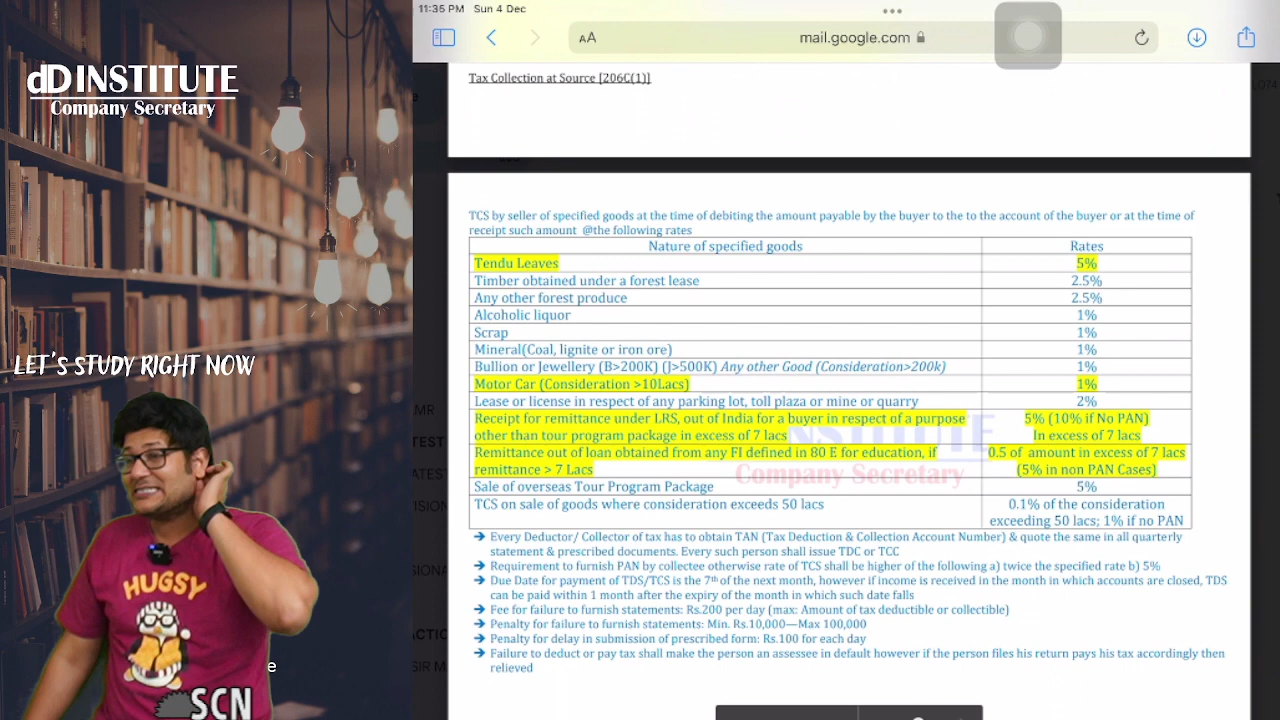 11:35 PM Sun 4 Dec
AA
mail.google.com
dD INSTITUTE
Company Secretary
LET'S STUDY RIGHT NOW
HUGSY
SCN
Tax Collection at Source [206C(1)]
TCS by seller of specified goods at the time of debiting the amount payable by the buyer to the to the account of the buyer or at the time of
receipt such amount @the following rates
Nature of specified goods Rates
Tendu Leaves 5%
Timber obtained under a forest lease 2.5%
Any other forest produce 2.5%
Alcoholic liquor 1%
Scrap 1%
Mineral(Coal, lignite or iron ore) 1%
Bullion or Jewellery (B>200K) (J>500K) Any other Good (Consideration>200k) 1%
Motor Car (Consideration >10Lacs) 1%
Lease or license in respect of any parking lot, toll plaza or mine or quarry 2%
Receipt for remittance under LRS, out of India for a buyer in respect of a purpose 5% (10% if No PAN)
other than tour program package in excess of 7 lacs In excess of 7 lacs
Remittance out of loan obtained from any FI defined in 80 E for education, if 0.5 of amount in excess of 7 lacs
remittance > 7 Lacs (5% in non PAN Cases)
Sale of overseas Tour Program Package 5%
TCS on sale of goods where consideration exceeds 50 lacs 0.1% of the consideration
exceeding 50 lacs; 1% if no PAN
Company Secretary
→ Every Deductor/ Collector of tax has to obtain TAN (Tax Deduction & Collection Account Number) & quote the same in all quarterly
statement & prescribed documents. Every such person shall issue TDC or TCC
→ Requirement to furnish PAN by collectee otherwise rate of TCS shall be higher of the following a) twice the specified rate b) 5%
→ Due Date for payment of TDS/TCS is the 7th of the next month, however if income is received in the month in which accounts are closed, TDS
can be paid within 1 month after the expiry of the month in which such date falls
→ Fee for failure to furnish statements: Rs.200 per day (max: Amount of tax deductible or collectible)
→ Penalty for failure to furnish statements: Min. Rs.10,000—Max 100,000
→ Penalty for delay in submission of prescribed form: Rs.100 for each day
→ Failure to deduct or pay tax shall make the person an assessee in default however if the person files his return pays his tax accordingly then
relieved